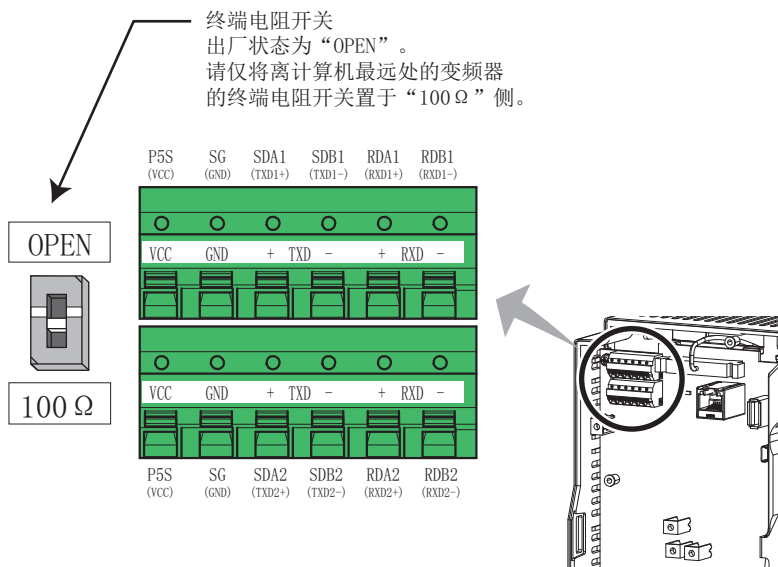 终端电阻开关
出厂状态为“OPEN”。
请仅将离计算机最远处的变频器
的终端电阻开关置于“100Ω”侧。
P5S SG SDA1 SDB1 RDA1 RDB1
(VCC) (GND) (TXD1+) (TXD1-) (RXD1+) (RXD1-)
OPEN
VCC GND + TXD - + RXD -
VCC GND + TXD - + RXD -
100Ω
P5S SG SDA2 SDB2 RDA2 RDB2
(VCC) (GND) (TXD2+) (TXD2-) (RXD2+) (RXD2-)